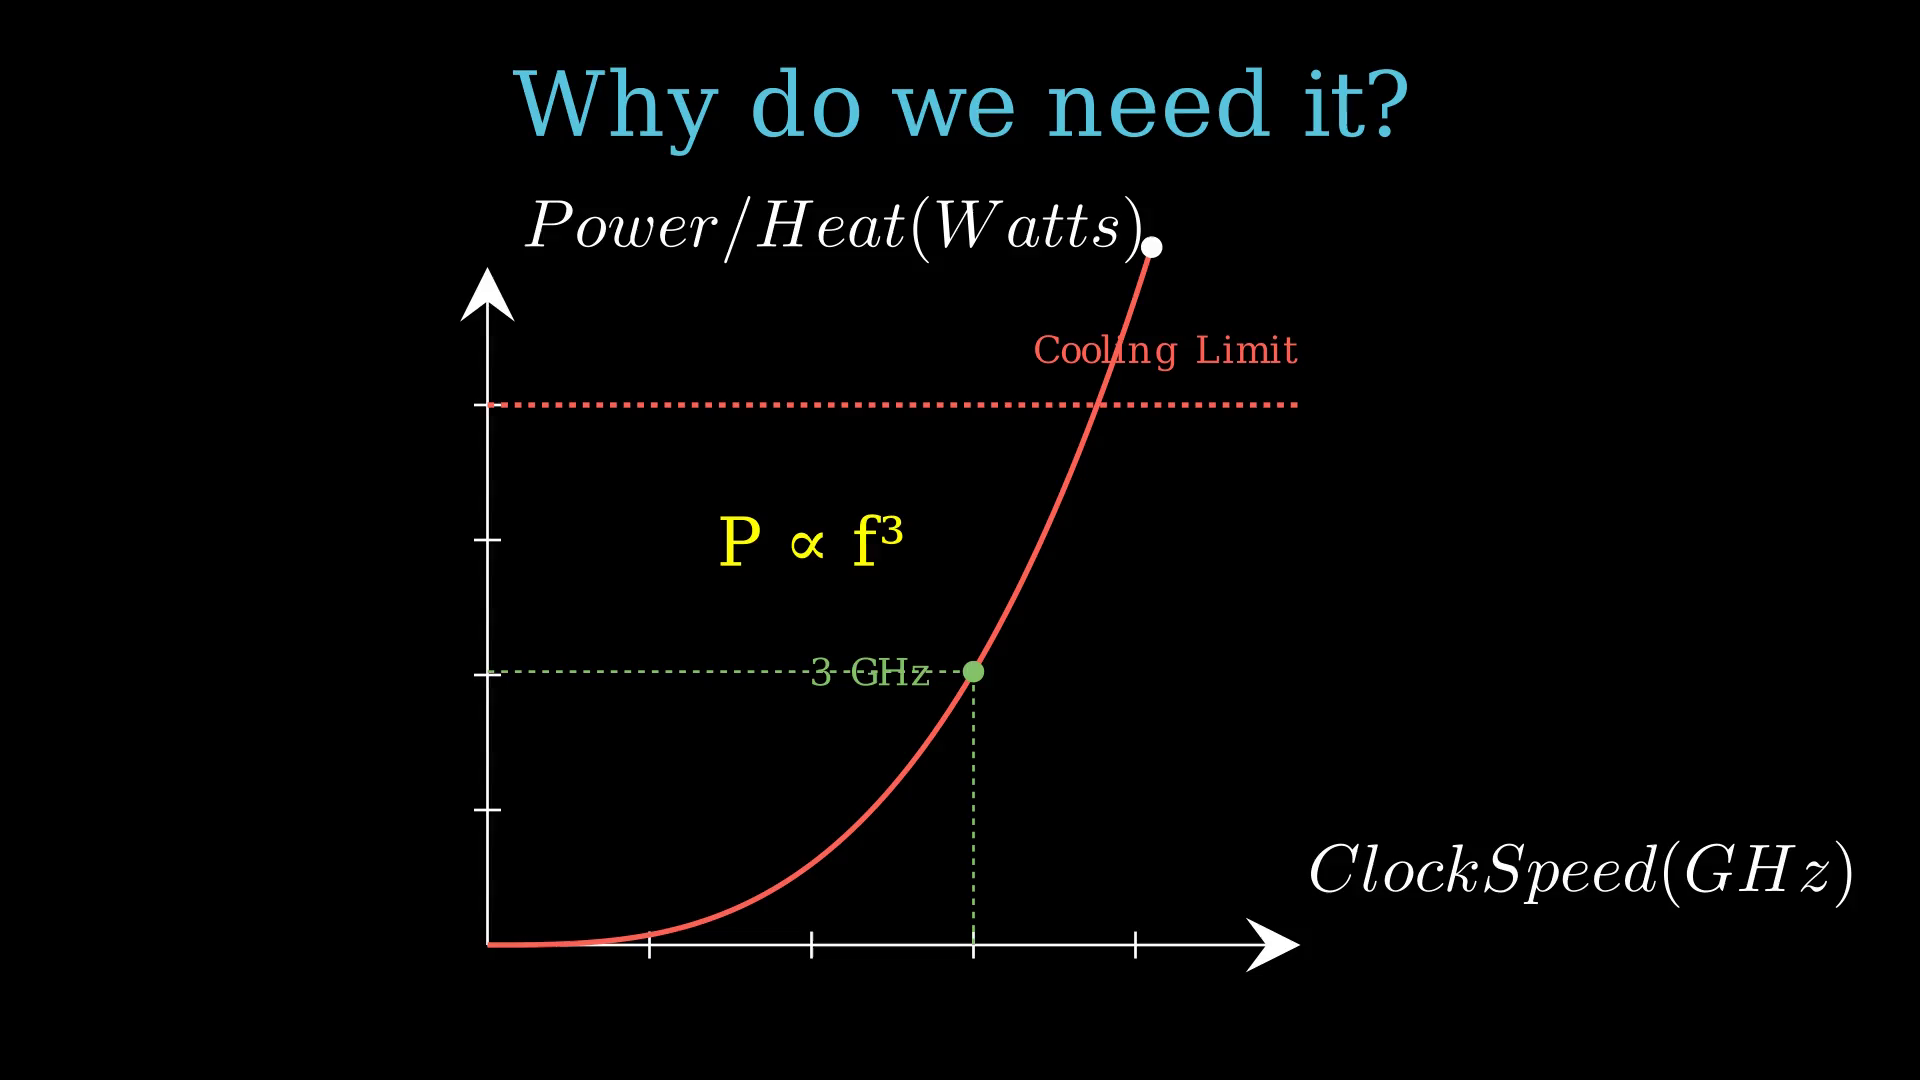 Why do we need it?
Power/Heat(Watts)
Cooling Limit
P ∝ f³
3 GHz
ClockSpeed(GHz)